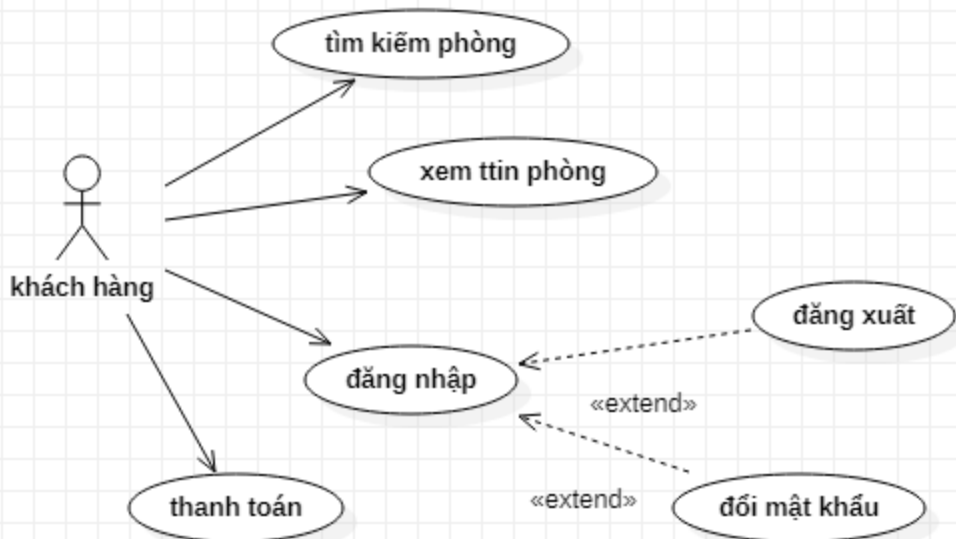 tìm kiếm phòng
xem ttin phòng
khách hàng
đăng xuất
đăng nhập
«extend»
«extend»
thanh toán
đổi mật khẩu